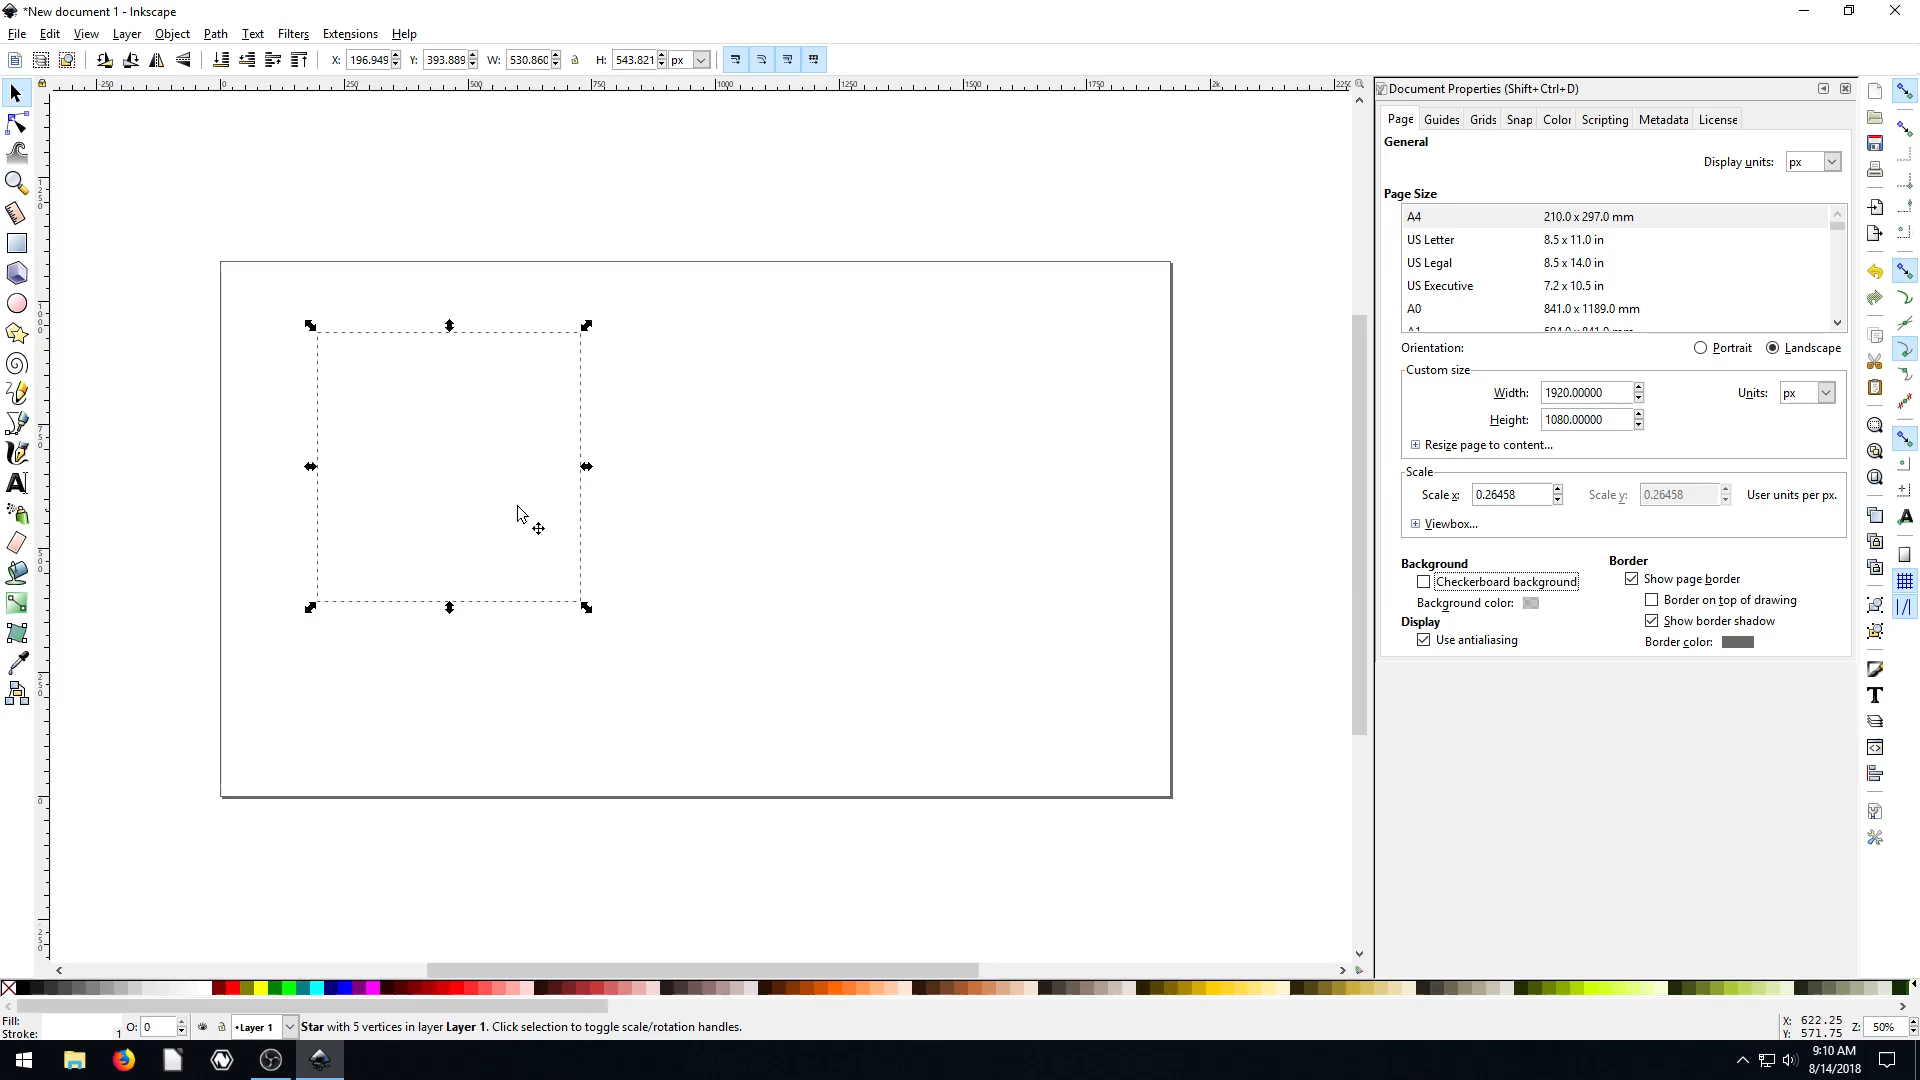 *New document 1 - Inkscape
File Edit View Layer Object Path Text Filters Extensions Help
X: 196.949 Y: 393.889 W: 530.860 H: 543.821 px
Document Properties (Shift+Ctrl+D)
Page Guides Grids Snap Color Scripting Metadata License
General
Display units: px
Page Size
A4 210.0 x 297.0 mm
US Letter 8.5 x 11.0 in
US Legal 8.5 x 14.0 in
US Executive 7.2 x 10.5 in
A0 841.0 x 1189.0 mm
A1 594.0 x 841.0 mm
Orientation: Portrait Landscape
Custom size
Width: 1920.00000 Units: px
Height: 1080.00000
Resize page to content...
Scale
Scale x: 0.26458 Scale y: 0.26458 User units per px.
Viewbox...
Background Border
Checkerboard background Show page border
Background color: Border on top of drawing
Display Show border shadow
Use antialiasing Border color:
Fill:
Stroke: 1 O: 0 •Layer 1 Star with 5 vertices in layer Layer 1. Click selection to toggle scale/rotation handles.
X: 622.25
Y: 571.75 Z: 50%
9:10 AM
8/14/2018